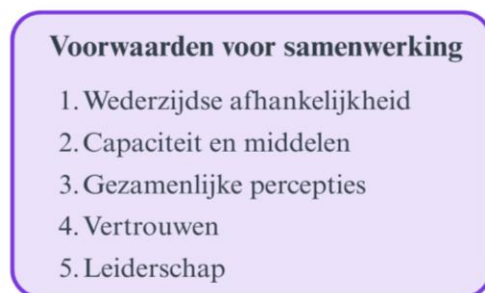 Voorwaarden voor samenwerking
1. Wederzijdse afhankelijkheid
2. Capaciteit en middelen
3. Gezamenlijke percepties
4. Vertrouwen
5. Leiderschap